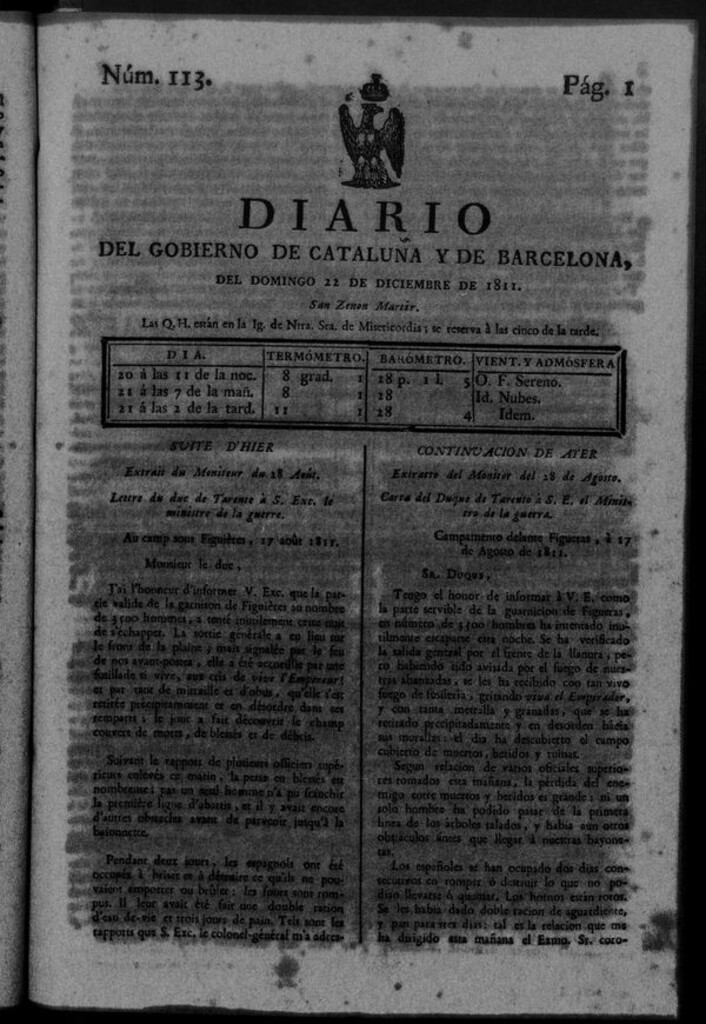 Núm. 113.
Pág. 1
DIARIO
DEL GOBIERNO DE CATALUÑA Y DE BARCELONA,
DEL DOMINGO 22 DE DICIEMBRE DE 1811.
San Zenon Martir.
Las Q. H. están en la Ig. de Ntra. Sra. de Misericordia; se reserva à las cinco de la tarde.
DIA. TERMÓMETRO. BARÓMETRO. VIENT. Y ADMÓSFERA
20 á las 11 de la noc. 8 grad. 1 28 p. 1 l. 5 O. F. Sereno.
21 á las 7 de la mañ. 8 1 28 Id. Nubes.
21 á las 2 de la tard. 11 1 28 4 Idem.
SUITE D'HIER
Extrait du Moniteur du 28 Août.
Lettre du duc de Tarente à S. Exc. le
ministre de la guerre.
Au camp sous Figuières, 17 août 1811.
Monsieur le duc,
J'ai l'honneur d'informer V. Exc. que la par-
tie valide de la garnison de Figuières au nombre
de 3500 hommes, a tenté inutilement cette nuit
de s'échapper. La sortie générale a eu lieu sur
le front de la plaine; mais signalée par le feu
de nos avant-postes, elle a été accueillie par une
fusillade si vive, aux cris de vive l'Empereur!
et par tant de mitraille et d'obus, qu'elle s'est
retirée précipitamment et en désordre dans ses
remparts; le jour a fait découvrir le champ
couvert de morts, de blessés et de débris.
Suivant le rapport de plusieurs officiers supé-
rieurs enlevés ce matin, la perte en blessés est
nombreuse: pas un seul homme n'a pu franchir
la première ligne d'abattis, et il y avait encore
d'autres obstacles avant de parvenir jusqu'à la
baïonnette.
Pendant deux jours, les espagnols ont été
occupés à briser et à détruire ce qu'ils ne pou-
vaient emporter ou brûler: les fours sont rom-
pus. Il leur avait été fait une double ration
d'eau de-vie et trois jours de pain. Tels sont les
rapports que S. Exc. le colonel-général m'a adres-
CONTINUACION DE AYER
Extracto del Monitor del 28 de Agosto.
Carta del Duque de Tarento à S. E. el Minis-
tro de la guerra.
Campamento delante Figueras, à 17
de Agosto de 1811.
SR. DUQUE,
Tengo el honor de informar à V. E. como
la parte servible de la guarnicion de Figueras,
en número de 3500 hombres ha intentado inu-
tilmente escaparse esta noche. Se ha verificado
la salida general por el frente de la llanura, pe-
ro habiendo sido avisada por el fuego de nues-
tras abanzadas, se les ha recibido con tan vivo
fuego de fusileria, gritando viva el Emperador,
y con tanta metralla y granadas, que se ha
retirado precipitadamente y en desorden hàcia
sus morallas: el dia ha descubierto el campo
cubierto de muertos, heridos y ruinas.
Segun relacion de varios oficiales superio-
res tomados esta mañana, la pérdida del ene-
migo entre muertos y heridos es grande: ni un
solo hombre ha podido pasar de la primera
linea de los árboles talados, y habia aun otros
obstáculos ántes que llegar à nuestras bayone-
tas.
Los españoles se han ocupado dos dias con-
secutivos en romper ó destruir lo que no po-
dian llevarse ó quemar. Los hornos están rotos.
Se les habia dado doble racion de aguardiente,
y pan para tres dias: tal es la relacion que me
ha dirigido esta mañana el Exmo. Sr. coro-